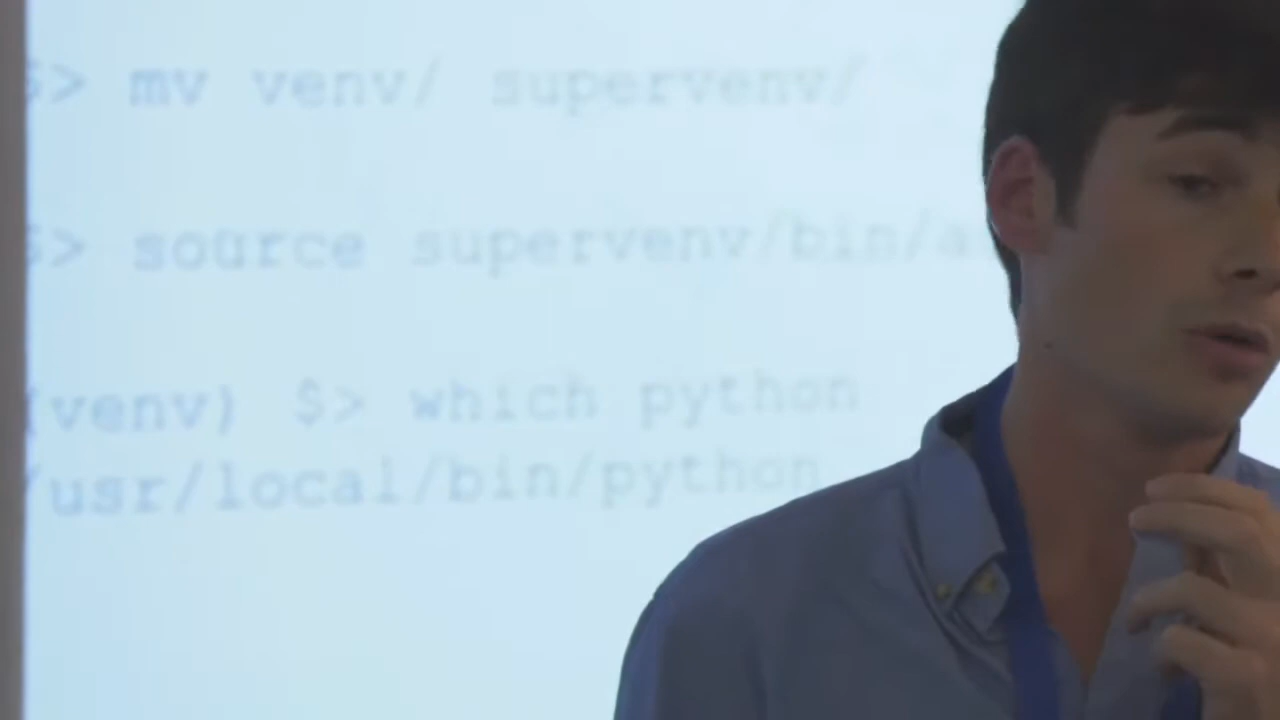 $> mv venv/ supervenv/
$> source supervenv/bin/a
(venv) $> which python
/usr/local/bin/python